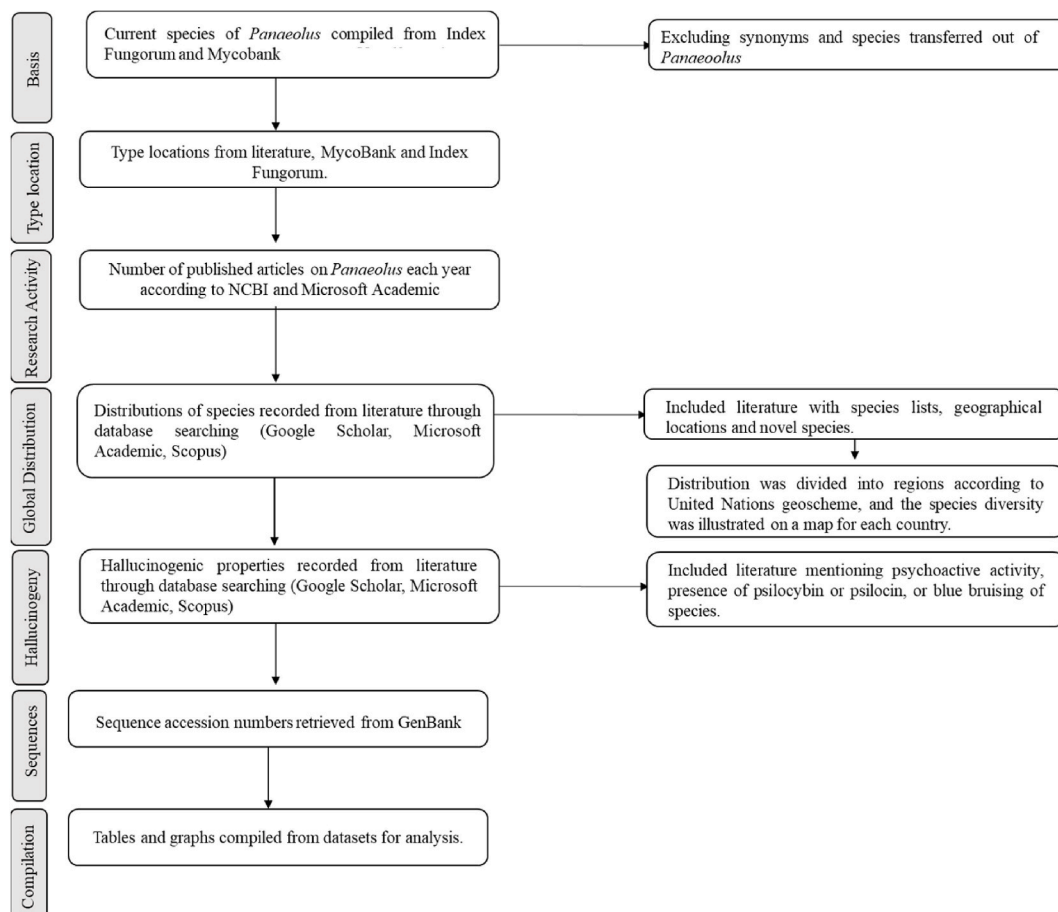 Basis
Current species of Panaeolus compiled from Index
Fungorum and Mycobank
Excluding synonyms and species transferred out of
Panaeoolus
Type location
Type locations from literature, MycoBank and Index
Fungorum.
Research Activity
Number of published articles on Panaeolus each year
according to NCBI and Microsoft Academic
Global Distribution
Distributions of species recorded from literature through
database searching (Google Scholar, Microsoft
Academic, Scopus)
Included literature with species lists, geographical
locations and novel species.
Distribution was divided into regions according to
United Nations geoscheme, and the species diversity
was illustrated on a map for each country.
Hallucinogeny
Hallucinogenic properties recorded from literature
through database searching (Google Scholar, Microsoft
Academic, Scopus)
Included literature mentioning psychoactive activity,
presence of psilocybin or psilocin, or blue bruising of
species.
Sequences
Sequence accession numbers retrieved from GenBank
Compilation
Tables and graphs compiled from datasets for analysis.